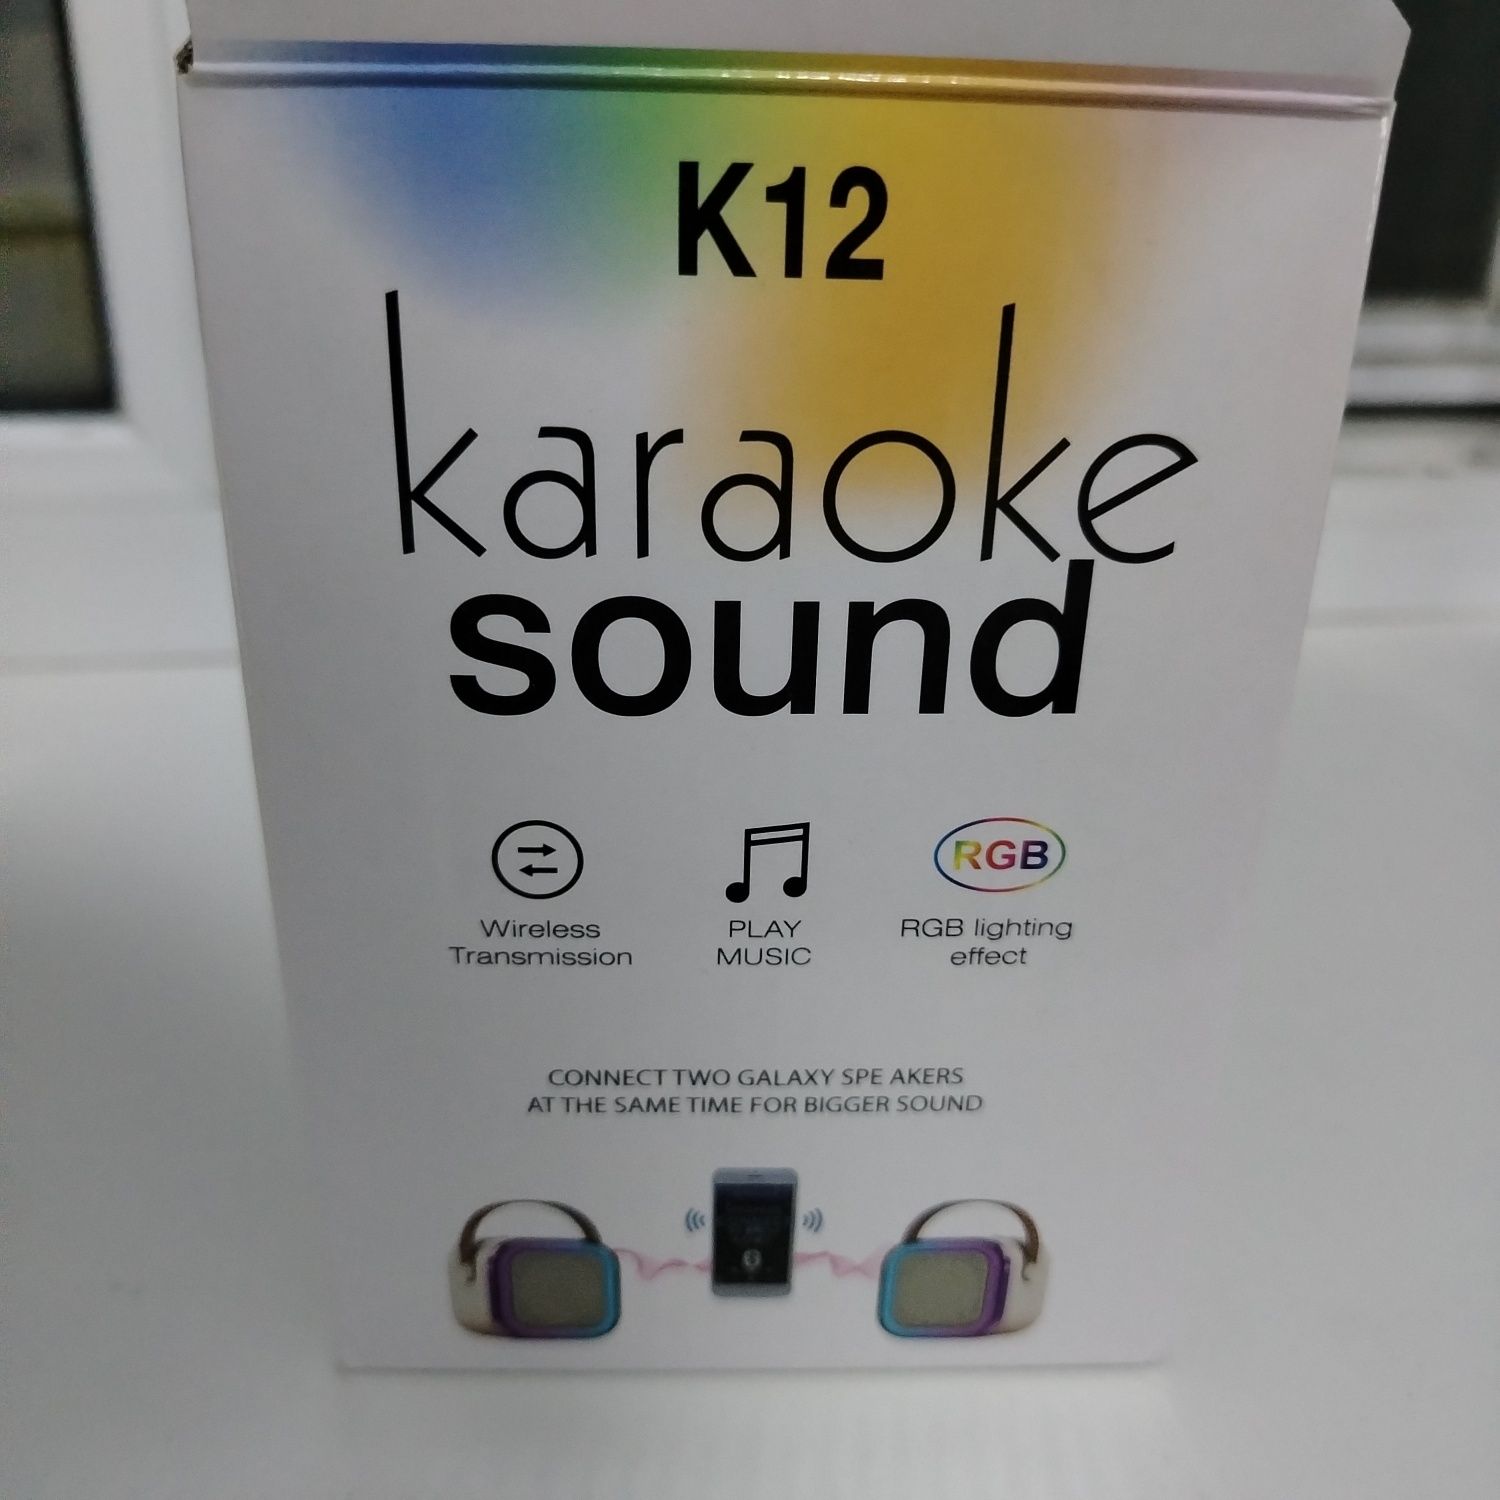 K12
karaoke
sound
Wireless
Transmission
PLAY
MUSIC
RGB
RGB lighting
effect
CONNECT TWO GALAXY SPE AKERS
AT THE SAME TIME FOR BIGGER SOUND